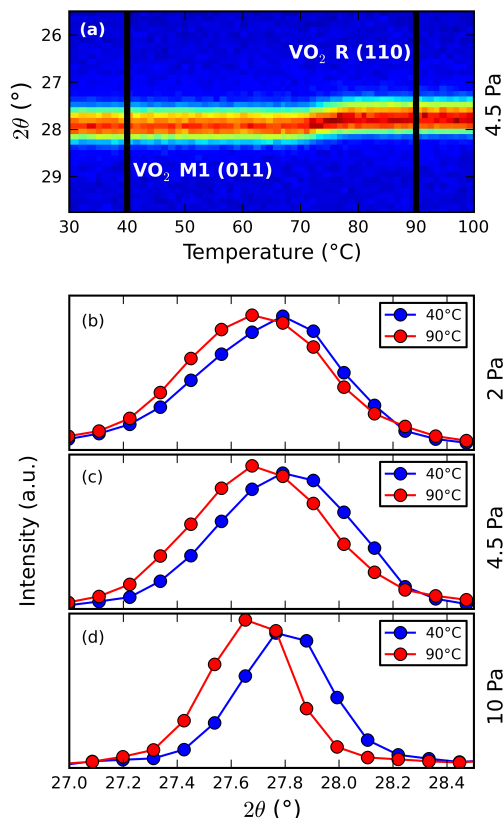 (a)
VO₂ R (110)
VO₂ M1 (011)
26
27
28
29
2θ (°)
4.5 Pa
30 40 50 60 70 80 90 100
Temperature (°C)
(b)
40°C
90°C
2 Pa
(c)
40°C
90°C
4.5 Pa
Intensity (a.u.)
(d)
40°C
90°C
10 Pa
27.0 27.2 27.4 27.6 27.8 28.0 28.2 28.4
2θ (°)